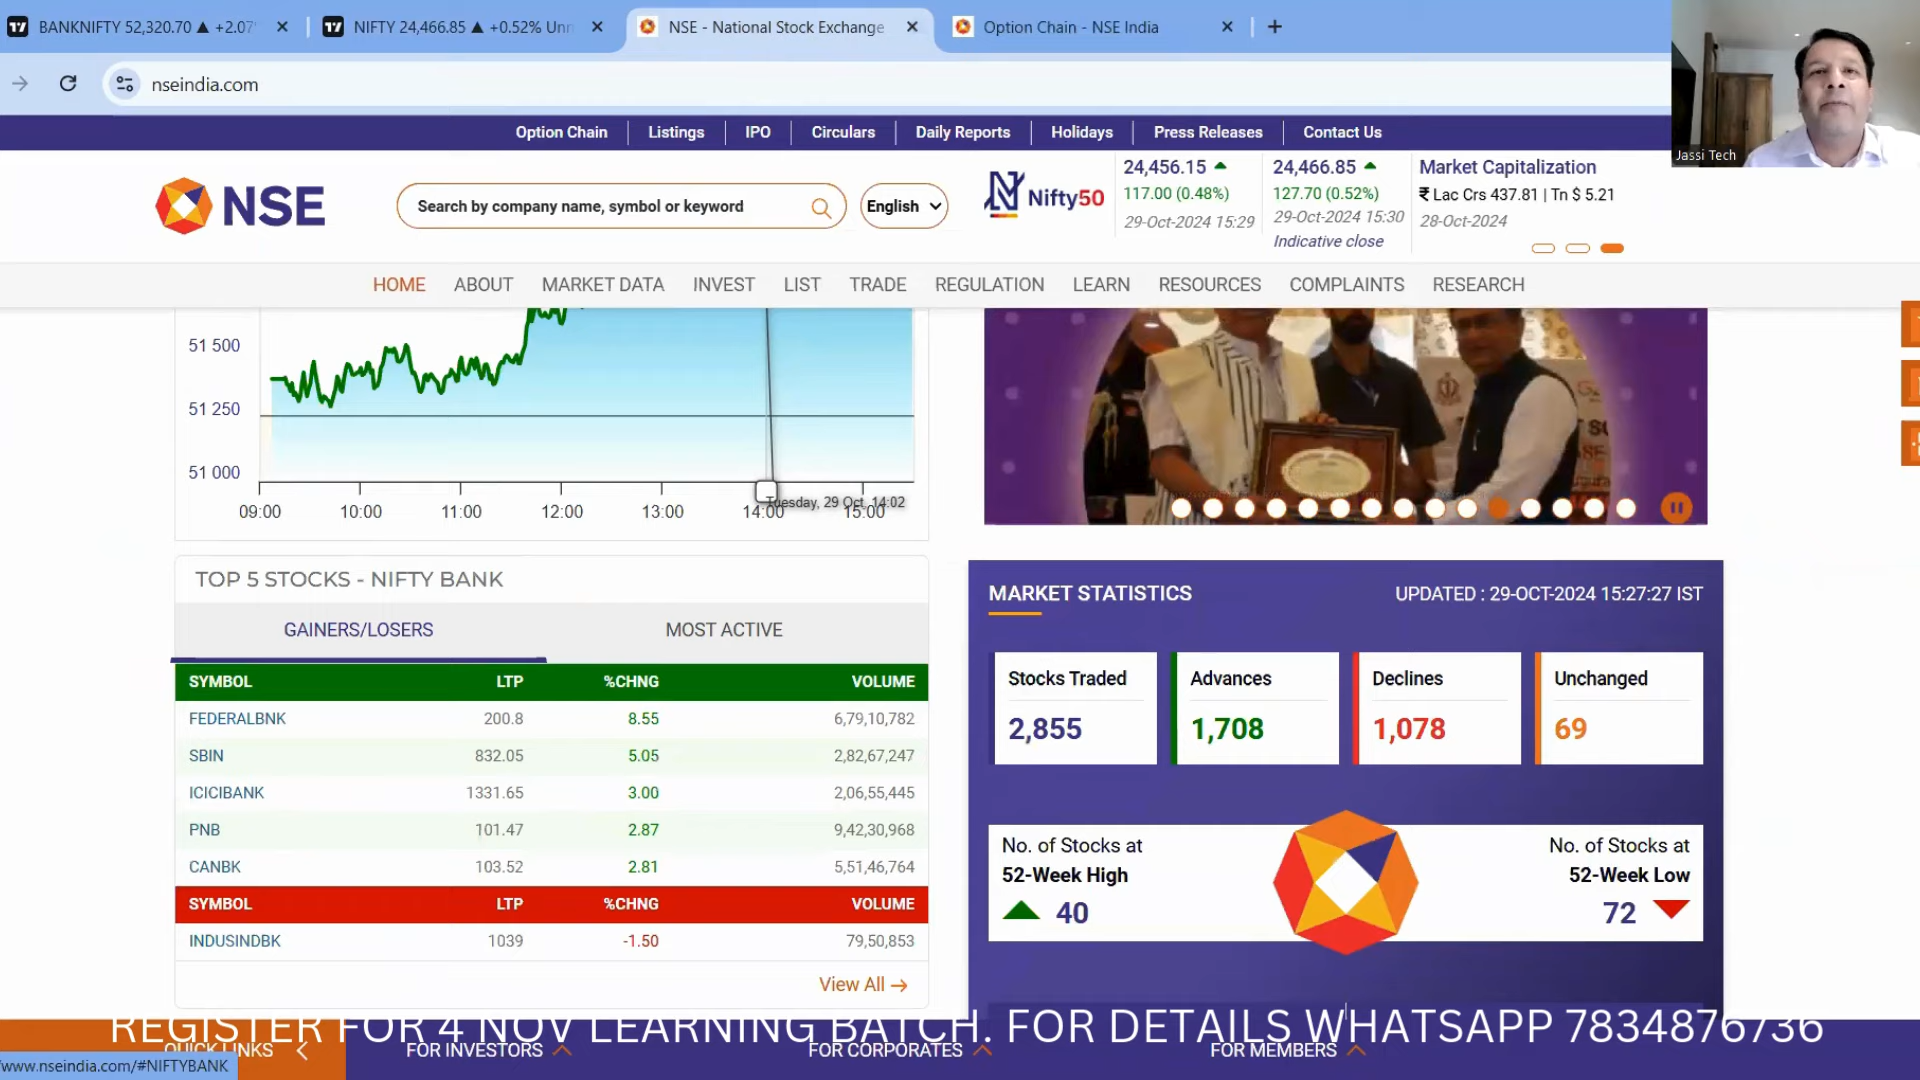 BANKNIFTY 52,320.70 ▲ +2.07
NIFTY 24,466.85 ▲ +0.52% Unn
NSE - National Stock Exchange
Option Chain - NSE India
nseindia.com
Jassi Tech
Option Chain
Listings
IPO
Circulars
Daily Reports
Holidays
Press Releases
Contact Us
NSE
Search by company name, symbol or keyword
English
Nifty50
24,456.15
117.00 (0.48%)
29-Oct-2024 15:29
24,466.85
127.70 (0.52%)
29-Oct-2024 15:30
Indicative close
Market Capitalization
₹ Lac Crs 437.81 | Tn $ 5.21
28-Oct-2024
HOME ABOUT MARKET DATA INVEST LIST TRADE REGULATION LEARN RESOURCES COMPLAINTS RESEARCH
51 500
51 250
51 000
Tuesday, 29 Oct, 14:02
09:00 10:00 11:00 12:00 13:00 14:00 15:00
TOP 5 STOCKS - NIFTY BANK
GAINERS/LOSERS MOST ACTIVE
SYMBOL LTP %CHNG VOLUME
FEDERALBNK 200.8 8.55 6,79,10,782
SBIN 832.05 5.05 2,82,67,247
ICICIBANK 1331.65 3.00 2,06,55,445
PNB 101.47 2.87 9,42,30,968
CANBK 103.52 2.81 5,51,46,764
SYMBOL LTP %CHNG VOLUME
INDUSINDBK 1039 -1.50 79,50,853
View All →
MARKET STATISTICS
UPDATED : 29-OCT-2024 15:27:27 IST
Stocks Traded
2,855
Advances
1,708
Declines
1,078
Unchanged
69
No. of Stocks at
52-Week High
40
No. of Stocks at
52-Week Low
72
REGISTER FOR 4 NOV LEARNING BATCH. FOR DETAILS WHATSAPP 7834876736
QUICK LINKS
FOR INVESTORS
FOR CORPORATES
FOR MEMBERS
www.nseindia.com/#NIFTYBANK